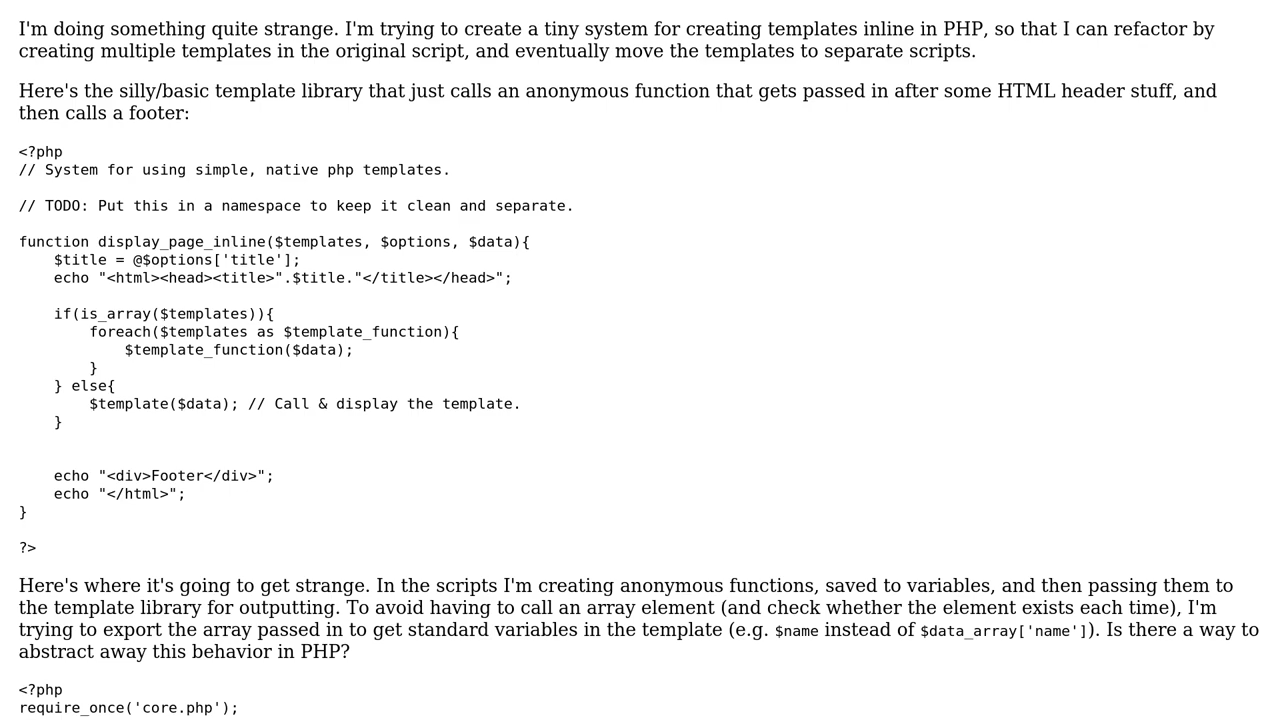 I'm doing something quite strange. I'm trying to create a tiny system for creating templates inline in PHP, so that I can refactor by
creating multiple templates in the original script, and eventually move the templates to separate scripts.
Here's the silly/basic template library that just calls an anonymous function that gets passed in after some HTML header stuff, and
then calls a footer:
<?php
// System for using simple, native php templates.
// TODO: Put this in a namespace to keep it clean and separate.
function display_page_inline($templates, $options, $data){
    $title = @$options['title'];
    echo "<html><head><title>".$title."</title></head>";
    if(is_array($templates)){
        foreach($templates as $template_function){
            $template_function($data);
        }
    } else{
        $template($data); // Call & display the template.
    }
    echo "<div>Footer</div>";
    echo "</html>";
}
?>
Here's where it's going to get strange. In the scripts I'm creating anonymous functions, saved to variables, and then passing them to
the template library for outputting. To avoid having to call an array element (and check whether the element exists each time), I'm
trying to export the array passed in to get standard variables in the template (e.g. $name instead of $data_array['name']). Is there a way to
abstract away this behavior in PHP?
<?php
require_once('core.php');